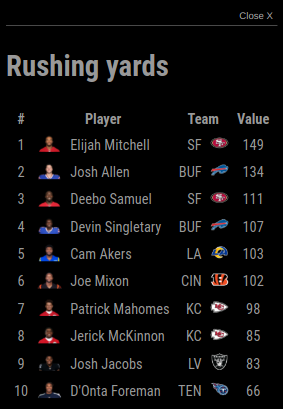 Close X
Rushing yards
# Player Team Value
1 Elijah Mitchell SF 149
2 Josh Allen BUF 134
3 Deebo Samuel SF 111
4 Devin Singletary BUF 107
5 Cam Akers LA 103
6 Joe Mixon CIN 102
7 Patrick Mahomes KC 98
8 Jerick McKinnon KC 85
9 Josh Jacobs LV 83
10 D'Onta Foreman TEN 66